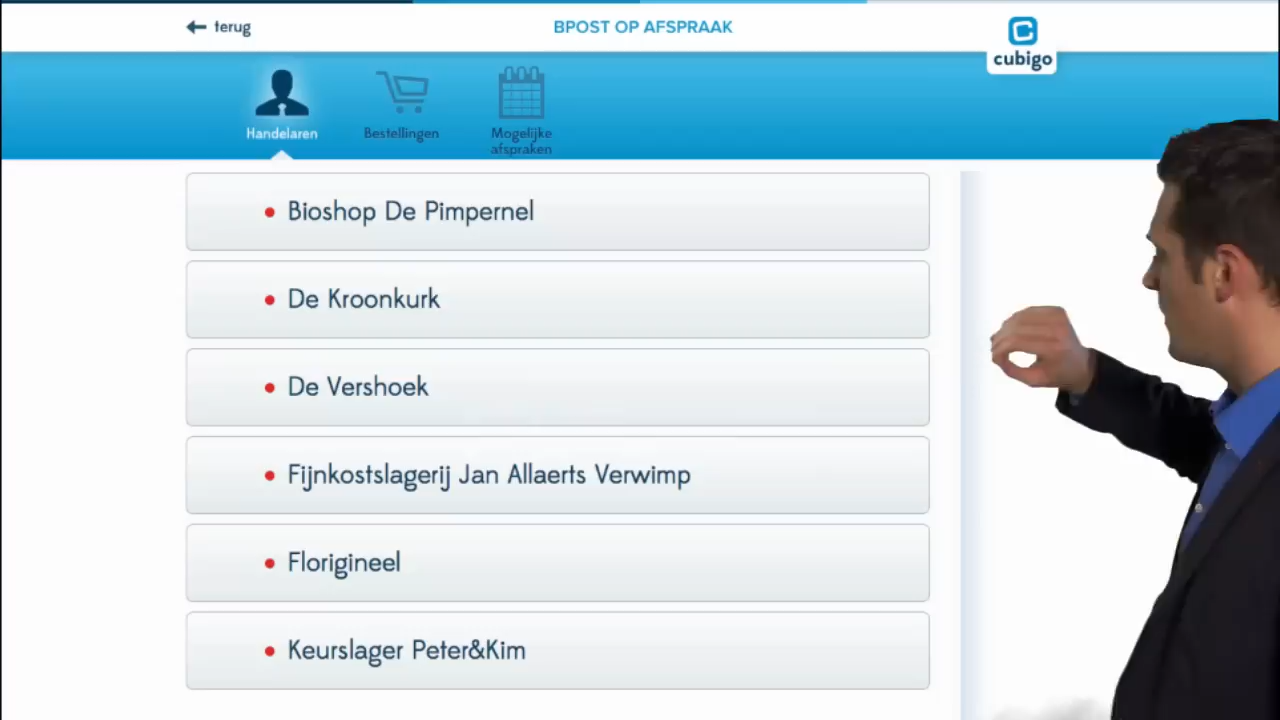 terug
BPOST OP AFSPRAAK
cubigo
Handelaren
Bestellingen
Mogelijke
afspraken
Bioshop De Pimpernel
De Kroonkurk
De Vershoek
Fijnkostslagerij Jan Allaerts Verwimp
Florigineel
Keurslager Peter&Kim